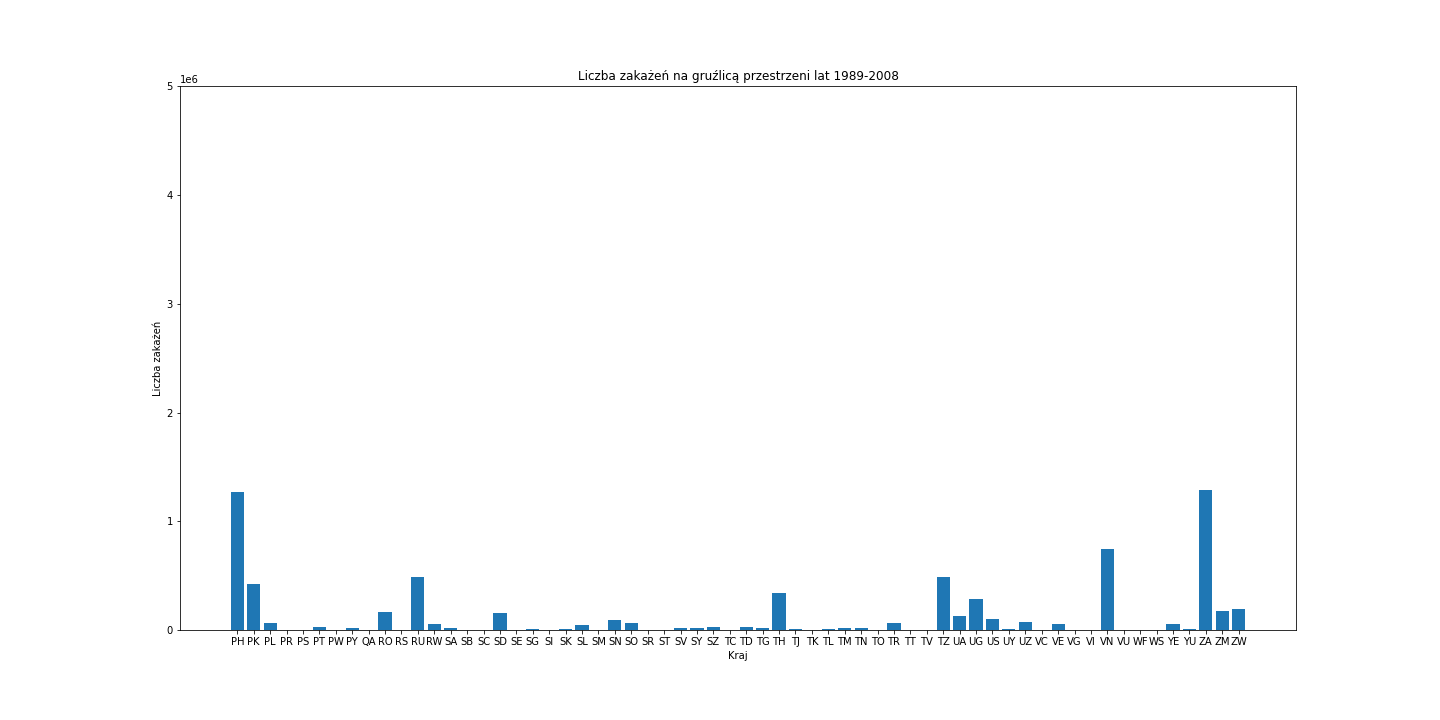 Liczba zakażeń na gruźlicą przestrzeni lat 1989-2008
1e6
5
4
3
2
1
0
Liczba zakażeń
PH PK PL PR PS PT PW PY QA RO RS RU RW SA SB SC SD SE SG SI SK SL SM SN SO SR ST SV SY SZ TC TD TG TH TJ TK TL TM TN TO TR TT TV TZ UA UG US UY UZ VC VE VG VI VN VU WF WS YE YU ZA ZM ZW
Kraj